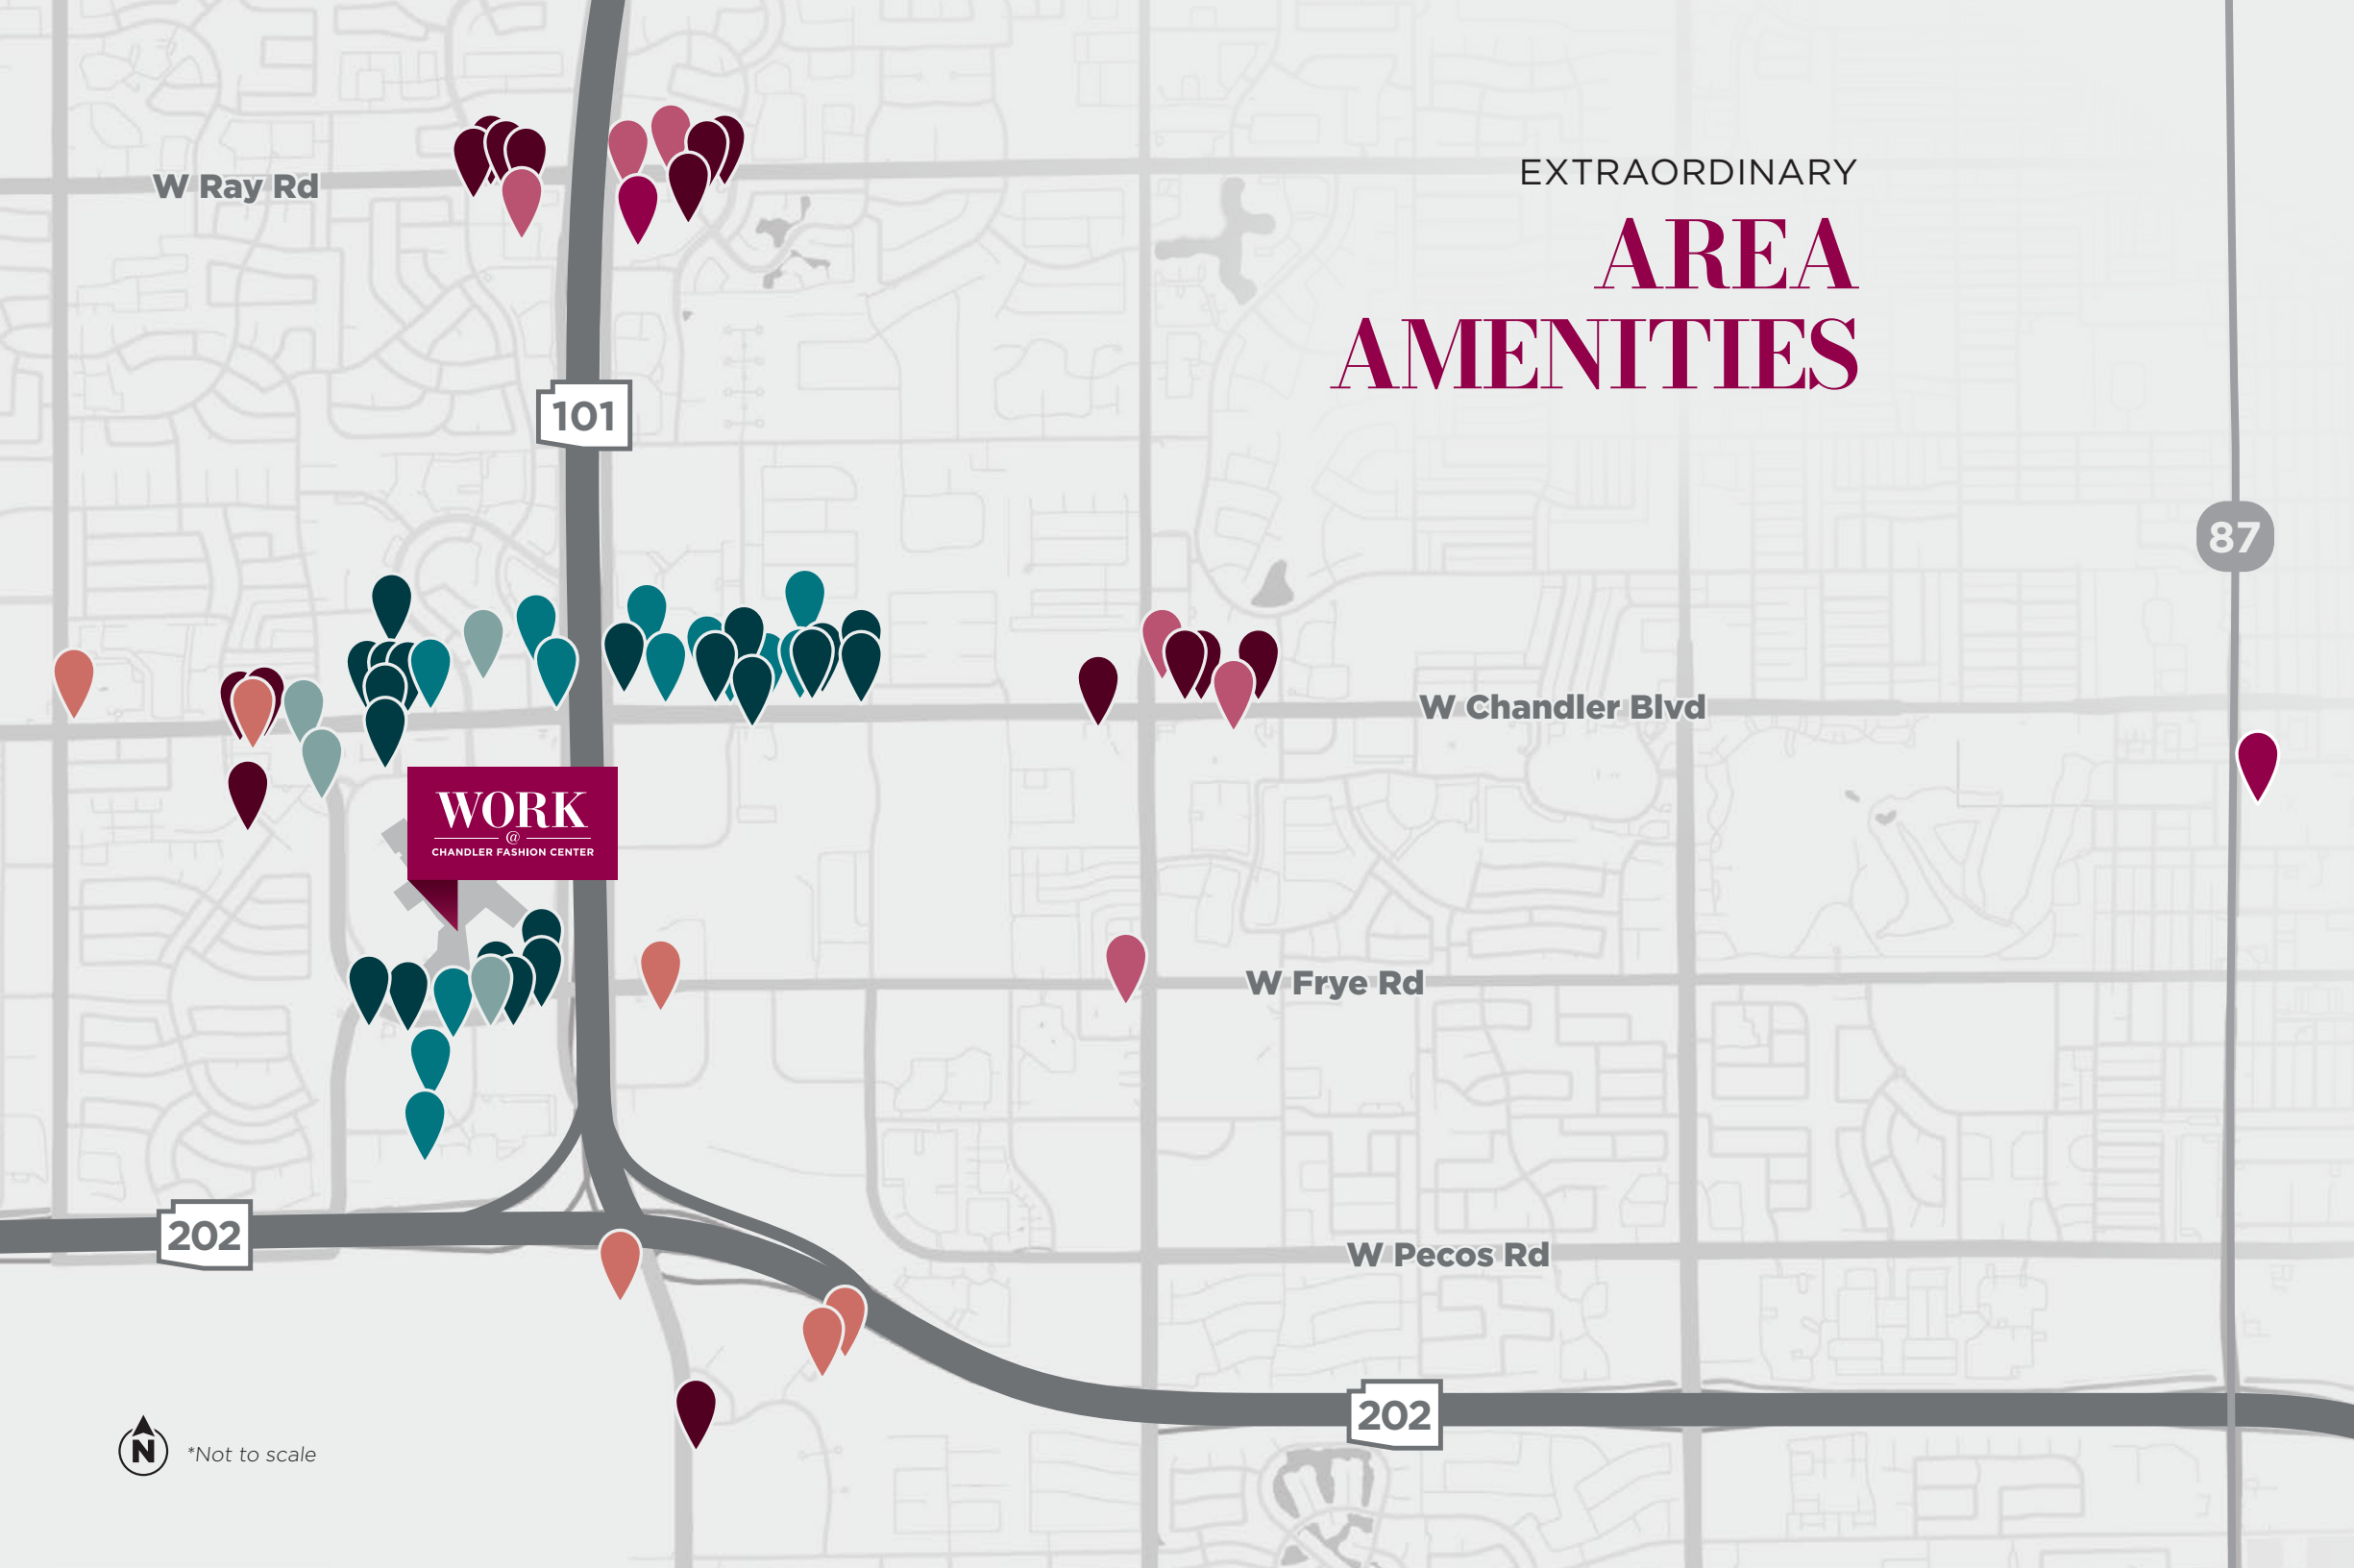 EXTRAORDINARY
AREA
AMENITIES
W Ray Rd
101
87
W Chandler Blvd
WORK
@
CHANDLER FASHION CENTER
W Frye Rd
202
W Pecos Rd
202
N
*Not to scale